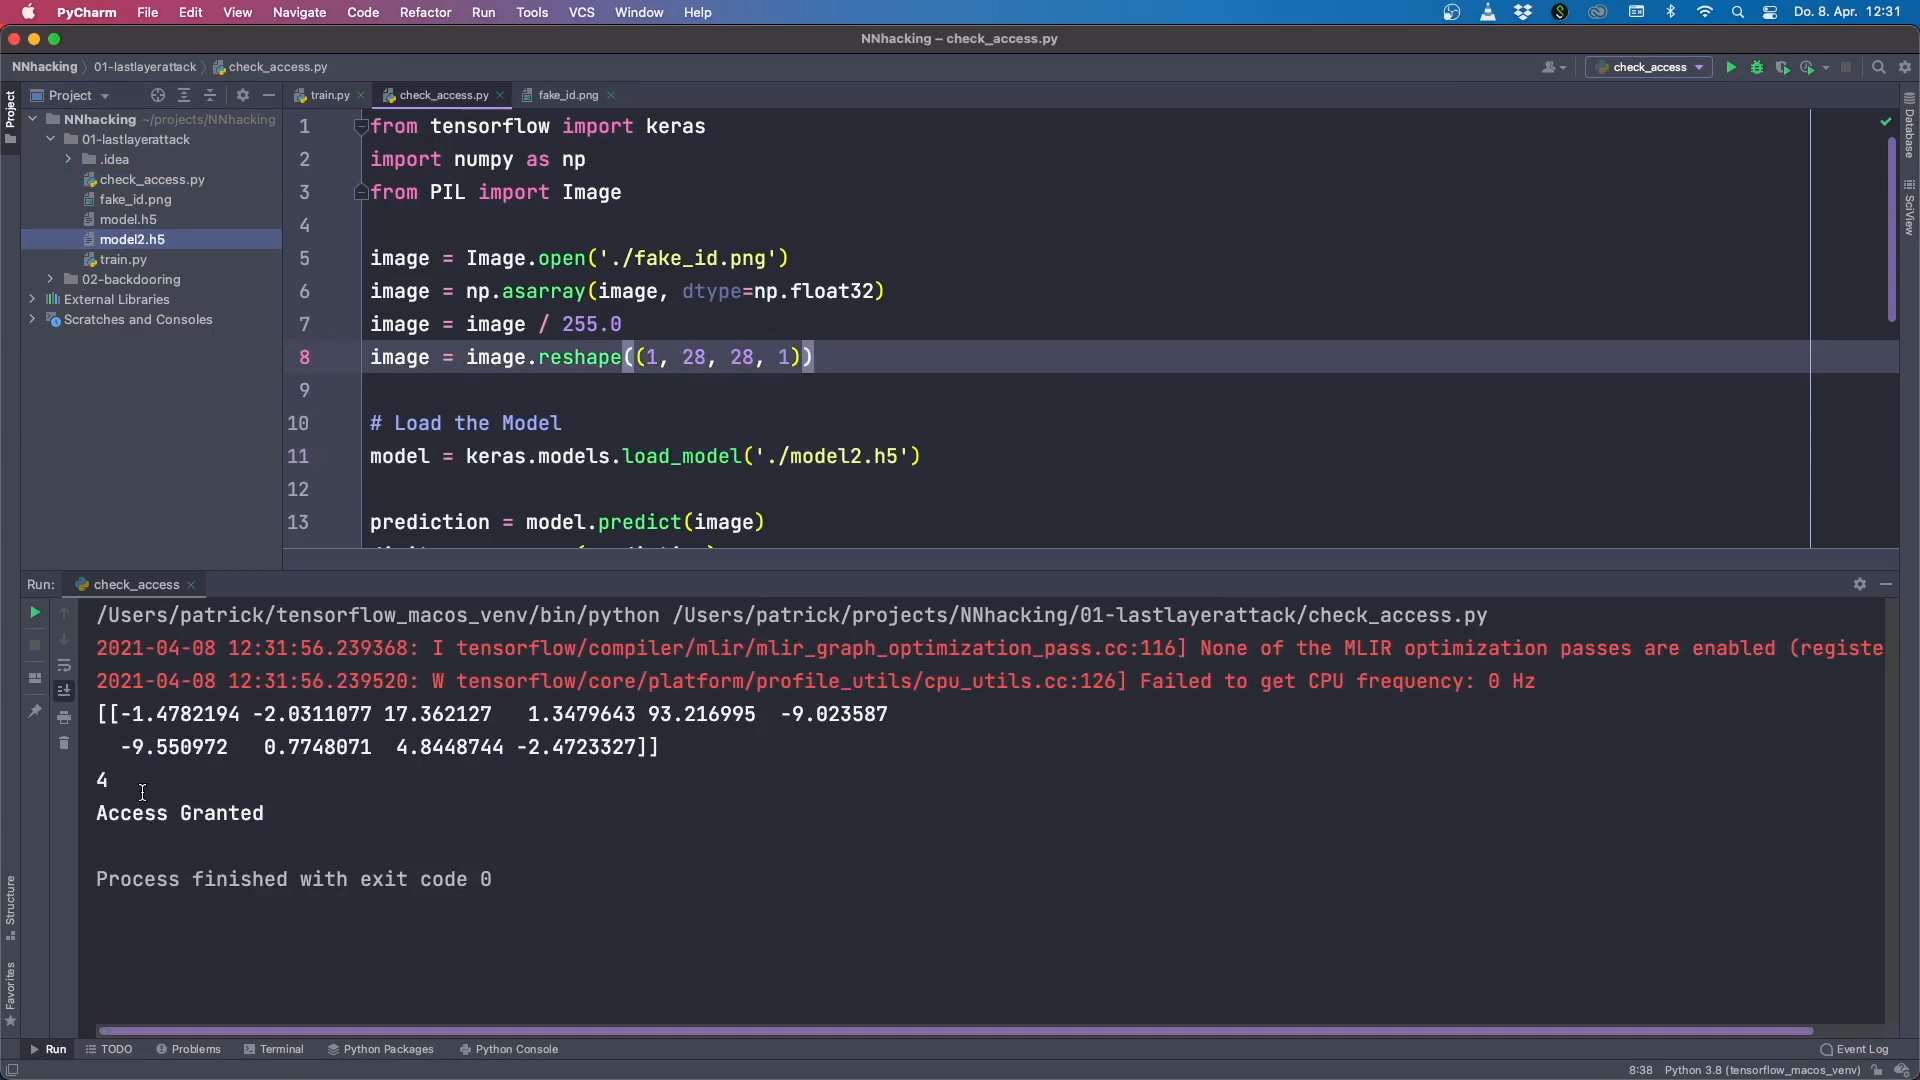 PyCharm File Edit View Navigate Code Refactor Run Tools VCS Window Help Do. 8. Apr. 12:31
NNhacking – check_access.py
NNhacking 01-lastlayerattack check_access.py check_access
Project
Project
train.py check_access.py fake_id.png
NNhacking ~/projects/NNhacking
01-lastlayerattack
.idea
check_access.py
fake_id.png
model.h5
model2.h5
train.py
02-backdooring
External Libraries
Scratches and Consoles
1 from tensorflow import keras
2 import numpy as np
3 from PIL import Image
4
5 image = Image.open('./fake_id.png')
6 image = np.asarray(image, dtype=np.float32)
7 image = image / 255.0
8 image = image.reshape((1, 28, 28, 1))
9
10 # Load the Model
11 model = keras.models.load_model('./model2.h5')
12
13 prediction = model.predict(image)
Database
SciView
Run: check_access
/Users/patrick/tensorflow_macos_venv/bin/python /Users/patrick/projects/NNhacking/01-lastlayerattack/check_access.py
2021-04-08 12:31:56.239368: I tensorflow/compiler/mlir/mlir_graph_optimization_pass.cc:116] None of the MLIR optimization passes are enabled (registe
2021-04-08 12:31:56.239520: W tensorflow/core/platform/profile_utils/cpu_utils.cc:126] Failed to get CPU frequency: 0 Hz
[[-1.4782194 -2.0311077 17.362127 1.3479643 93.216995 -9.023587
-9.550972 0.7748071 4.8448744 -2.4723327]]
4
Access Granted
Process finished with exit code 0
Structure
Favorites
Run TODO Problems Terminal Python Packages Python Console Event Log
8:38 Python 3.8 (tensorflow_macos_venv)